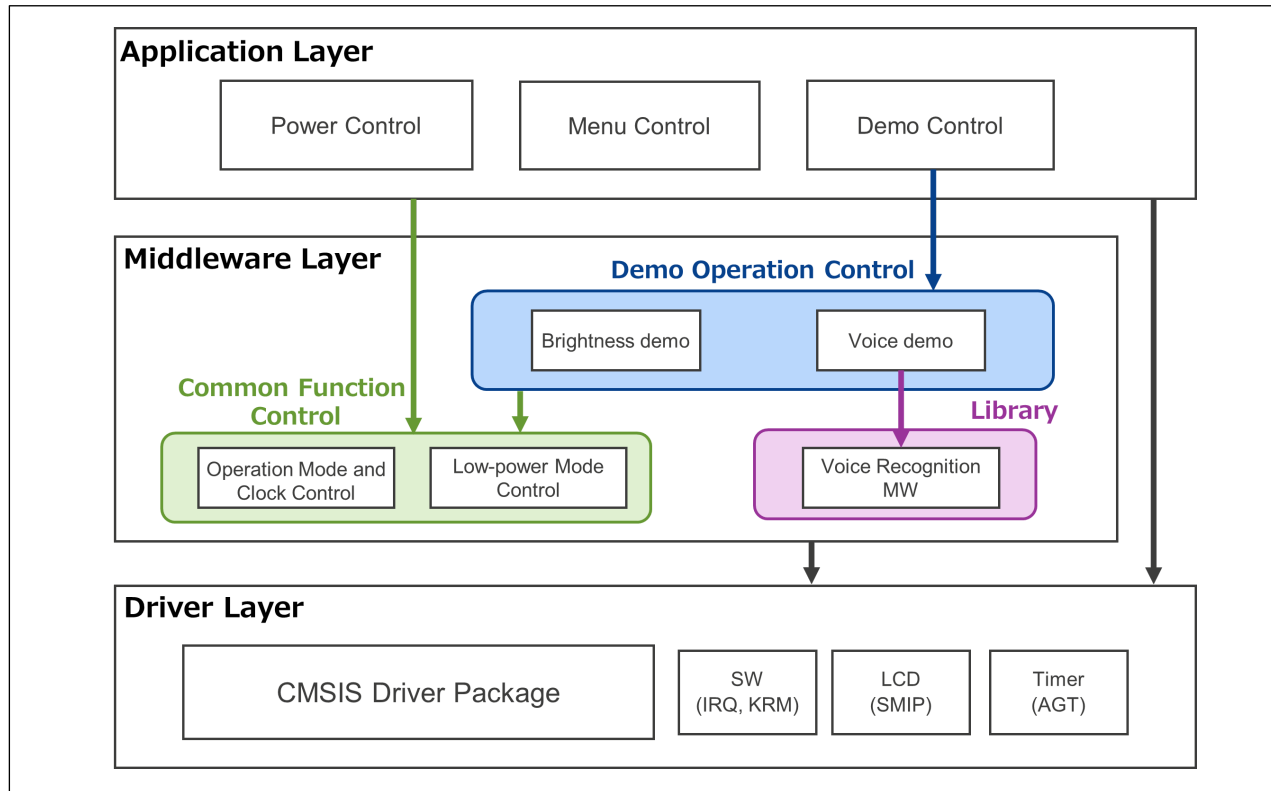 Application Layer
Power Control
Menu Control
Demo Control
Middleware Layer
Demo Operation Control
Brightness demo
Voice demo
Common Function
Control
Library
Operation Mode and
Clock Control
Low-power Mode
Control
Voice Recognition
MW
Driver Layer
CMSIS Driver Package
SW
(IRQ, KRM)
LCD
(SMIP)
Timer
(AGT)